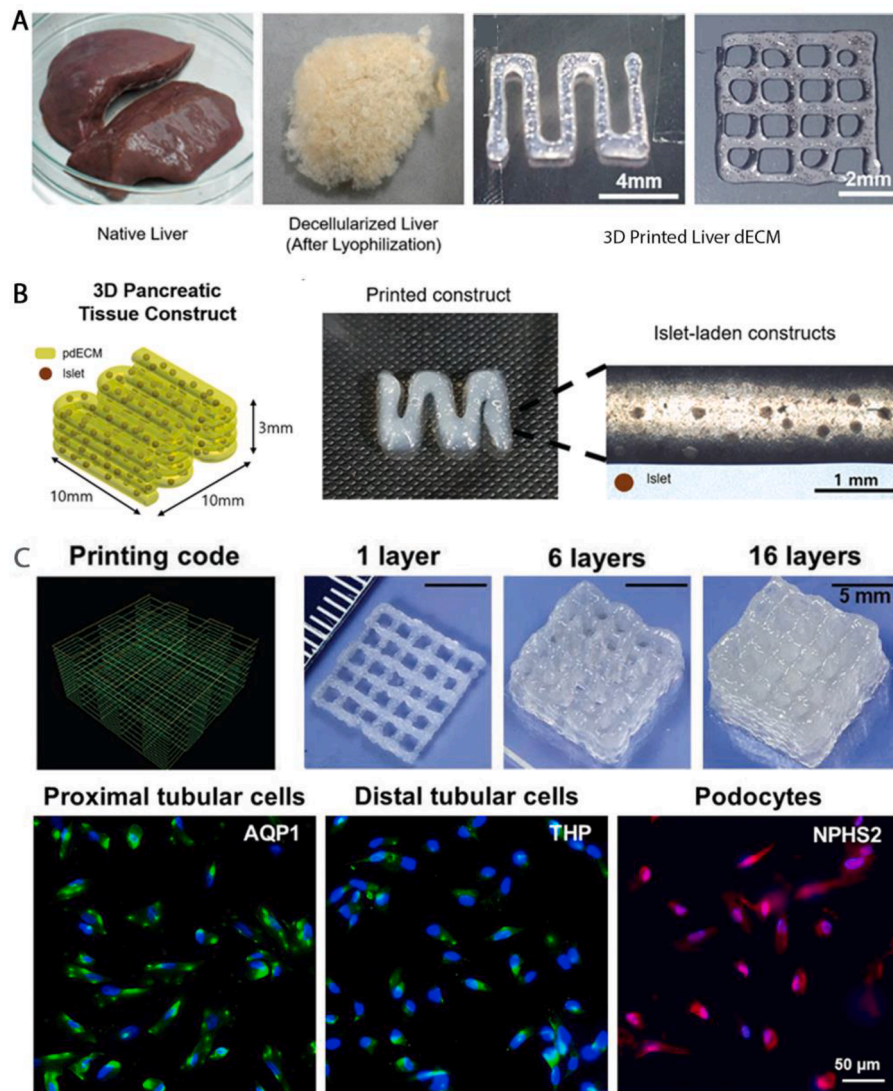 A
4mm
2mm
Native Liver
Decellularized Liver
(After Lyophilization)
3D Printed Liver dECM
B
3D Pancreatic
Tissue Construct
pdECM
Islet
3mm
10mm
10mm
Printed construct
Islet-laden constructs
Islet
1 mm
C
Printing code
1 layer
6 layers
16 layers
5 mm
Proximal tubular cells
Distal tubular cells
Podocytes
AQP1
THP
NPHS2
50 µm